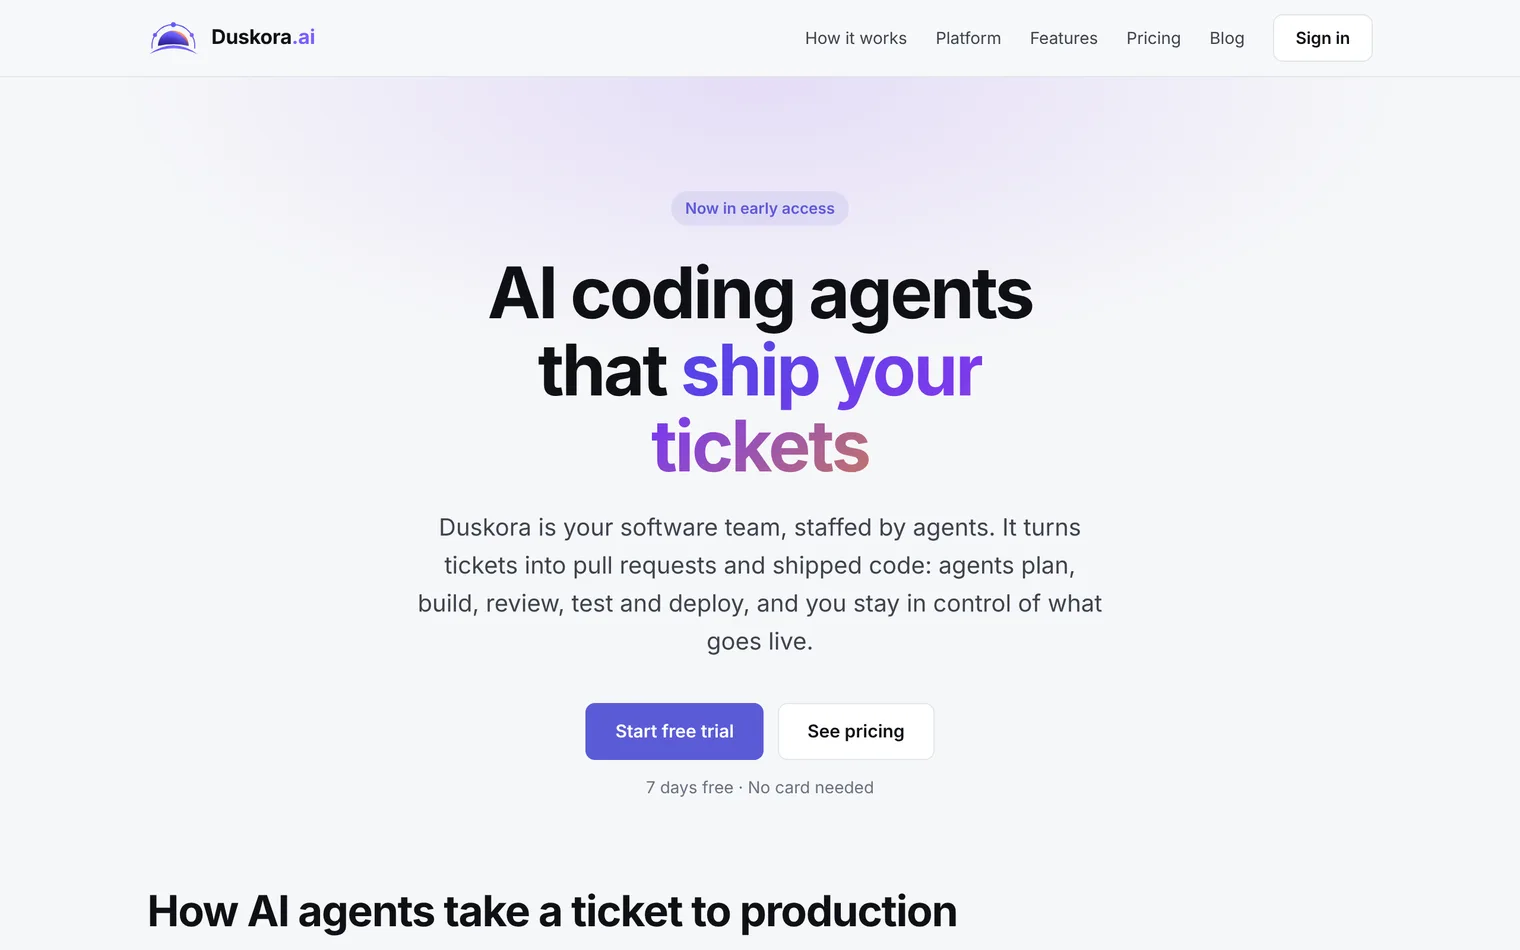 Duskora.ai
How it works
Platform
Features
Pricing
Blog
Sign in
Now in early access
AI coding agents
that ship your
tickets
Duskora is your software team, staffed by agents. It turns
tickets into pull requests and shipped code: agents plan,
build, review, test and deploy, and you stay in control of what
goes live.
Start free trial
See pricing
7 days free · No card needed
How AI agents take a ticket to production